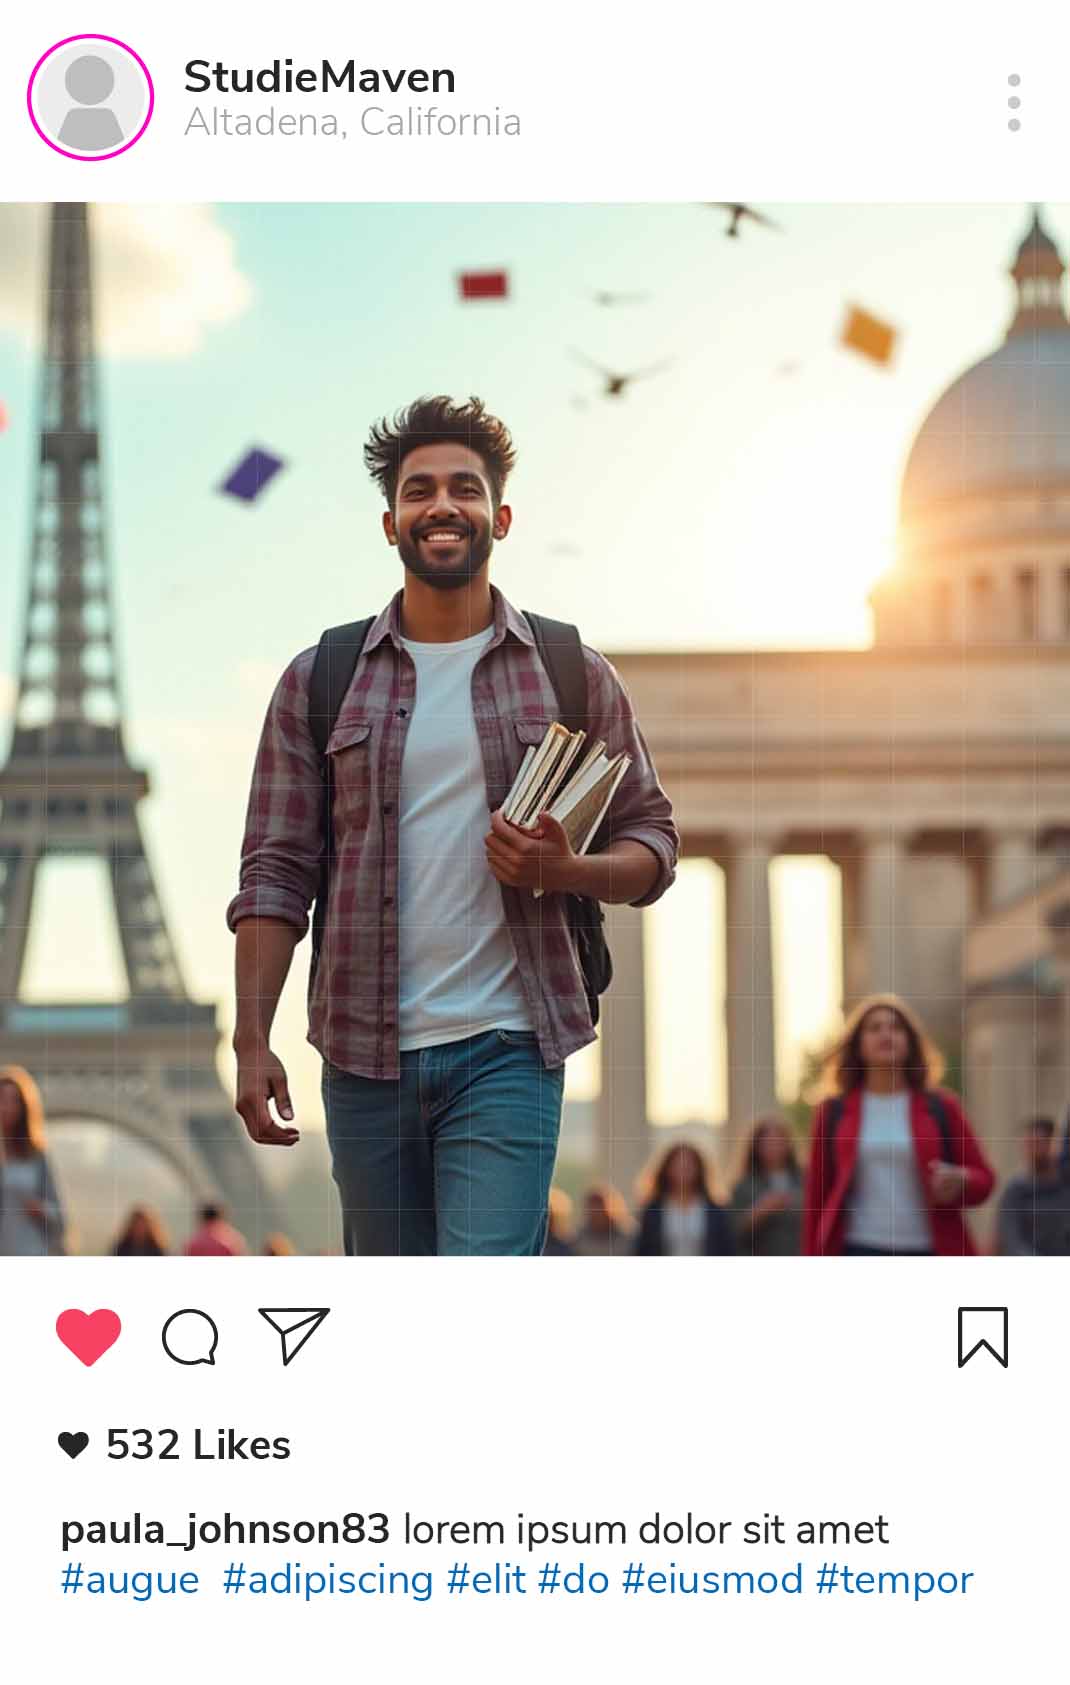 StudieMaven
Altadena, California
532 Likes
paula_johnson83 lorem ipsum dolor sit amet
#augue #adipiscing #elit #do #eiusmod #tempor